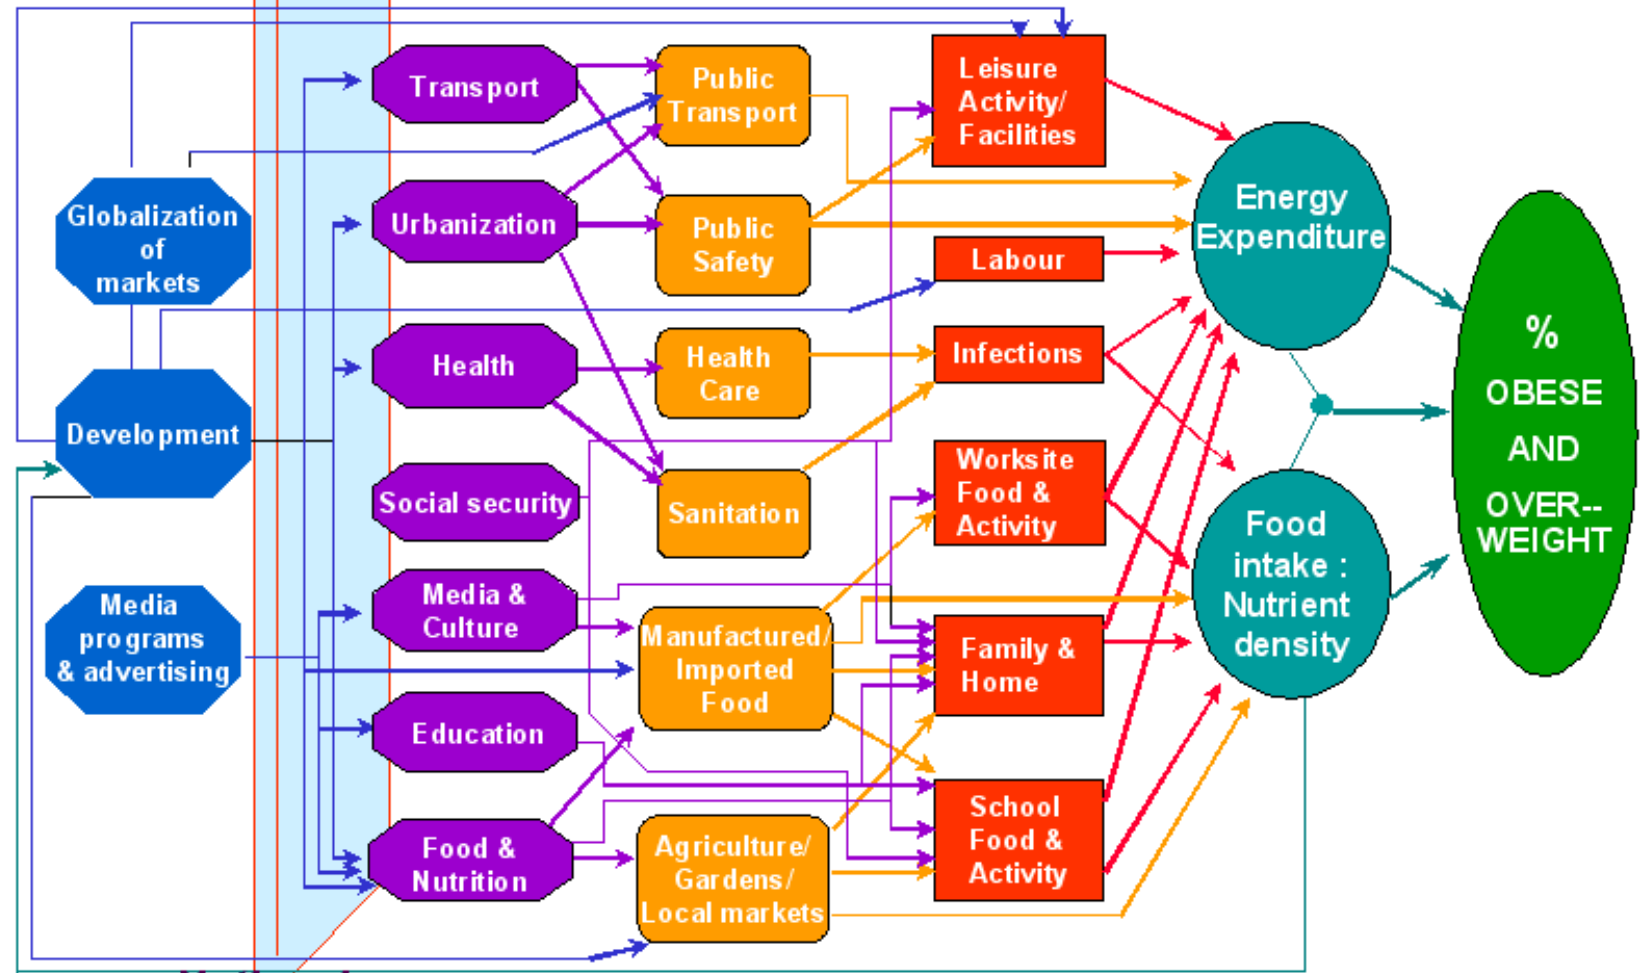 Globalization
of
markets
Development
Media
programs
& advertising
Transport
Urbanization
Health
Social security
Media &
Culture
Education
Food &
Nutrition
Public
Transport
Public
Safety
Health
Care
Sanitation
Manufactured/
Imported
Food
Agriculture/
Gardens/
Local markets
Leisure
Activity/
Facilities
Labour
Infections
Worksite
Food &
Activity
Family &
Home
School
Food &
Activity
Energy
Expenditure
Food
intake :
Nutrient
density
%
OBESE
AND
OVER--
WEIGHT